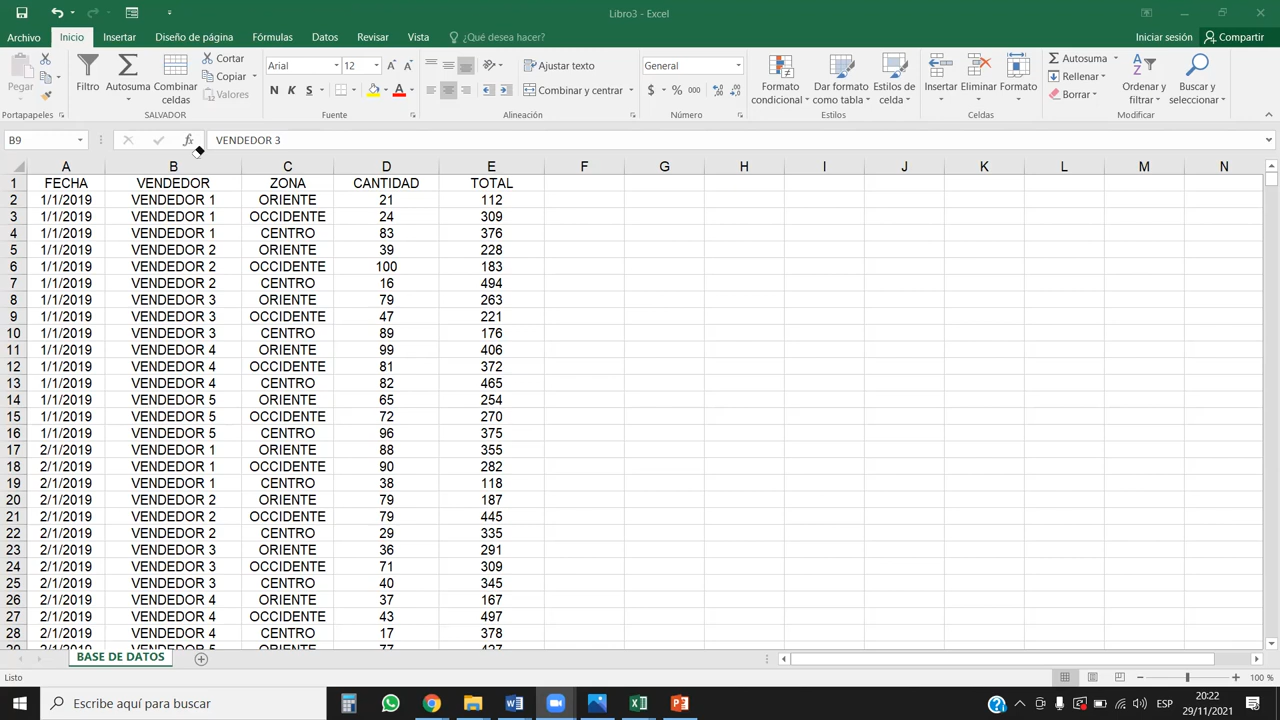 Libro3 - Excel
Archivo Inicio Insertar Diseño de página Fórmulas Datos Revisar Vista ¿Qué desea hacer? Iniciar sesión Compartir
Pegar Filtro Autosuma Combinar celdas Cortar Copiar Valores
Arial 12 Ajustar texto General Formato condicional Dar formato como tabla Estilos de celda Insertar Eliminar Formato Autosuma Rellenar Borrar Ordenar y filtrar Buscar y seleccionar
N K S A Combinar y centrar $ % 000
Portapapeles SALVADOR Fuente Alineación Número Estilos Celdas Modificar
B9 fx VENDEDOR 3
A B C D E F G H I J K L M N
1 FECHA VENDEDOR ZONA CANTIDAD TOTAL
2 1/1/2019 VENDEDOR 1 ORIENTE 21 112
3 1/1/2019 VENDEDOR 1 OCCIDENTE 24 309
4 1/1/2019 VENDEDOR 1 CENTRO 83 376
5 1/1/2019 VENDEDOR 2 ORIENTE 39 228
6 1/1/2019 VENDEDOR 2 OCCIDENTE 100 183
7 1/1/2019 VENDEDOR 2 CENTRO 16 494
8 1/1/2019 VENDEDOR 3 ORIENTE 79 263
9 1/1/2019 VENDEDOR 3 OCCIDENTE 47 221
10 1/1/2019 VENDEDOR 3 CENTRO 89 176
11 1/1/2019 VENDEDOR 4 ORIENTE 99 406
12 1/1/2019 VENDEDOR 4 OCCIDENTE 81 372
13 1/1/2019 VENDEDOR 4 CENTRO 82 465
14 1/1/2019 VENDEDOR 5 ORIENTE 65 254
15 1/1/2019 VENDEDOR 5 OCCIDENTE 72 270
16 1/1/2019 VENDEDOR 5 CENTRO 96 375
17 2/1/2019 VENDEDOR 1 ORIENTE 88 355
18 2/1/2019 VENDEDOR 1 OCCIDENTE 90 282
19 2/1/2019 VENDEDOR 1 CENTRO 38 118
20 2/1/2019 VENDEDOR 2 ORIENTE 79 187
21 2/1/2019 VENDEDOR 2 OCCIDENTE 79 445
22 2/1/2019 VENDEDOR 2 CENTRO 29 335
23 2/1/2019 VENDEDOR 3 ORIENTE 36 291
24 2/1/2019 VENDEDOR 3 OCCIDENTE 71 309
25 2/1/2019 VENDEDOR 3 CENTRO 40 345
26 2/1/2019 VENDEDOR 4 ORIENTE 37 167
27 2/1/2019 VENDEDOR 4 OCCIDENTE 43 497
28 2/1/2019 VENDEDOR 4 CENTRO 17 378
BASE DE DATOS
Listo 100 %
Escribe aquí para buscar ESP 20:22
29/11/2021